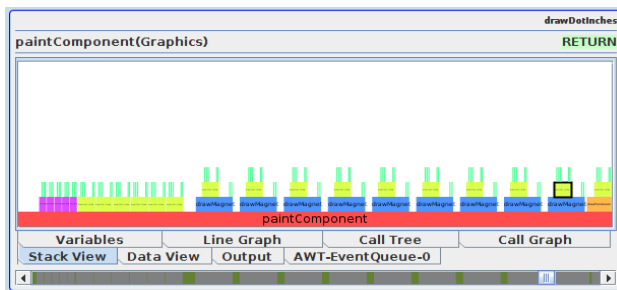 drawDotInches
paintComponent(Graphics) RETURN
drawMagnet drawMagnet drawMagnet drawMagnet drawMagnet drawMagnet drawMagnet drawMagnet drawMagnet
paintComponent
Variables Line Graph Call Tree Call Graph
Stack View Data View Output AWT-EventQueue-0